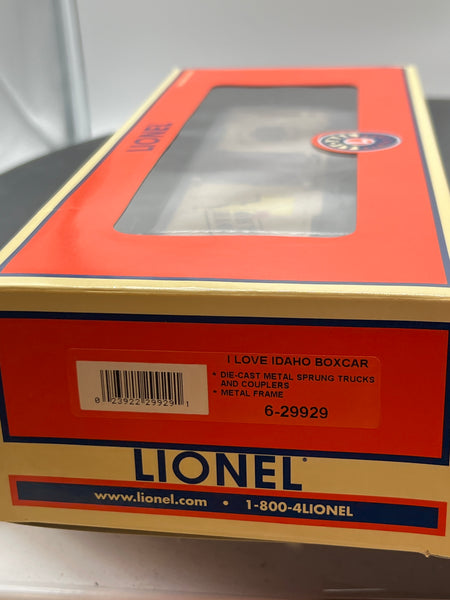 LIONEL
LIONEL
I LOVE IDAHO BOXCAR
• DIE-CAST METAL SPRUNG TRUCKS
AND COUPLERS
• METAL FRAME
6-29929
0 23922 29929 1
LIONEL
www.lionel.com • 1-800-4LIONEL